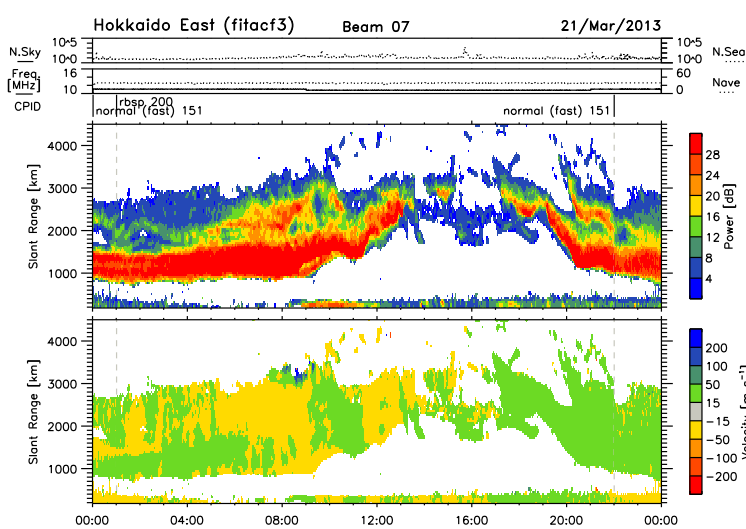 Hokkaido East (fitacf3) Beam 07 21/Mar/2013
N.Sky 10^5 10^0 10^5 10^0 N.Sea
Freq. [MHz] 16 10 60 0 Nave
CPID rbsp 200
normal (fast) 151 normal (fast) 151
Slant Range [km]
4000
3000
2000
1000
28
24
20
16
12
8
4
Power [dB]
Slant Range [km]
4000
3000
2000
1000
200
100
50
15
-15
-50
-100
-200
00:00 04:00 08:00 12:00 16:00 20:00 00:00